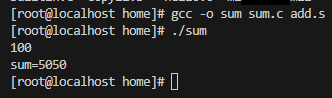 [root@localhost home]# gcc -o sum sum.c add.s
[root@localhost home]# ./sum
100
sum=5050
[root@localhost home]#